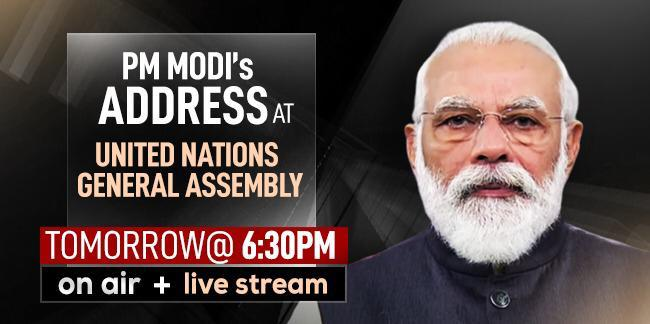 PM MODI's
ADDRESS AT
UNITED NATIONS
GENERAL ASSEMBLY
TOMORROW@ 6:30PM
on air + live stream